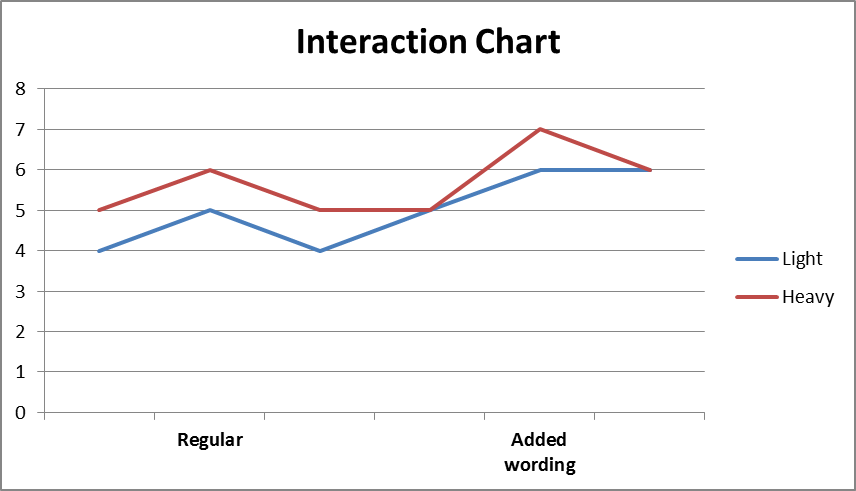 Interaction Chart
8
7
6
5
4
3
2
1
0
Regular
Added
wording
Light
Heavy